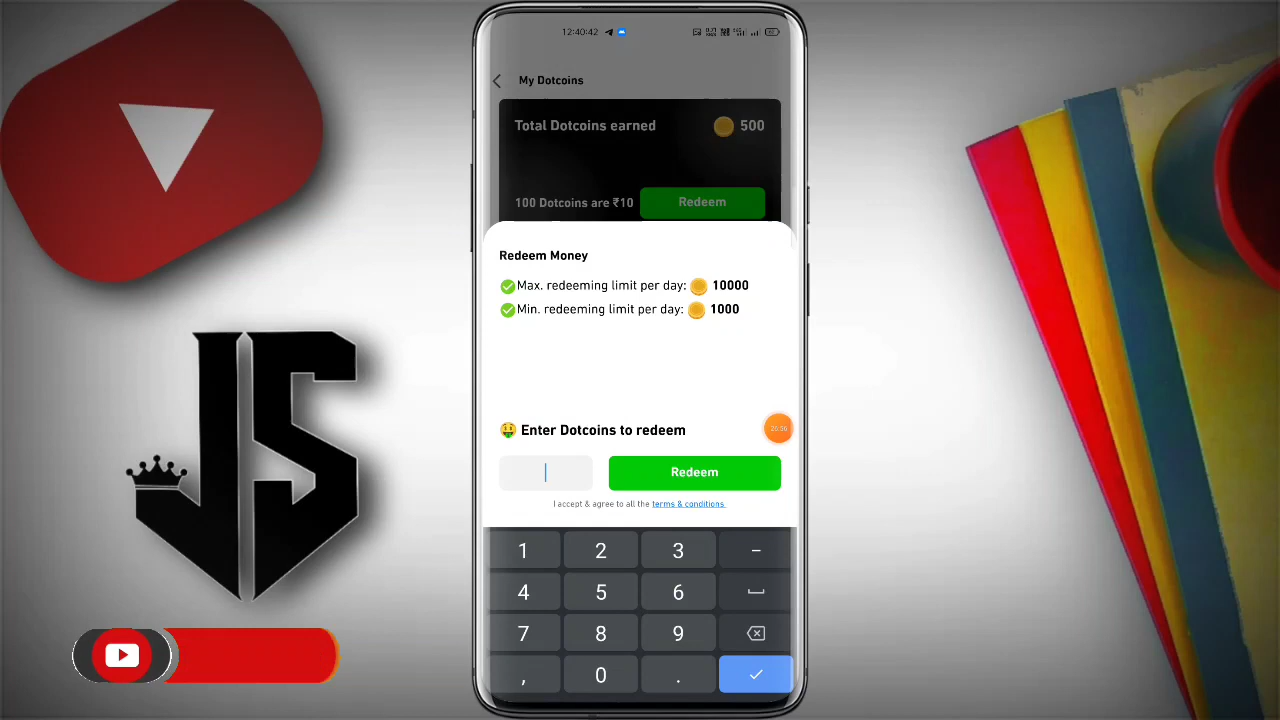 12:40:42
My Dotcoins
Total Dotcoins earned 500
100 Dotcoins are ₹10 Redeem
Redeem Money
Max. redeeming limit per day: 10000
Min. redeeming limit per day: 1000
Enter Dotcoins to redeem
Redeem
I accept & agree to all the terms & conditions.
1 2 3 -
4 5 6
7 8 9
, 0 .
JS